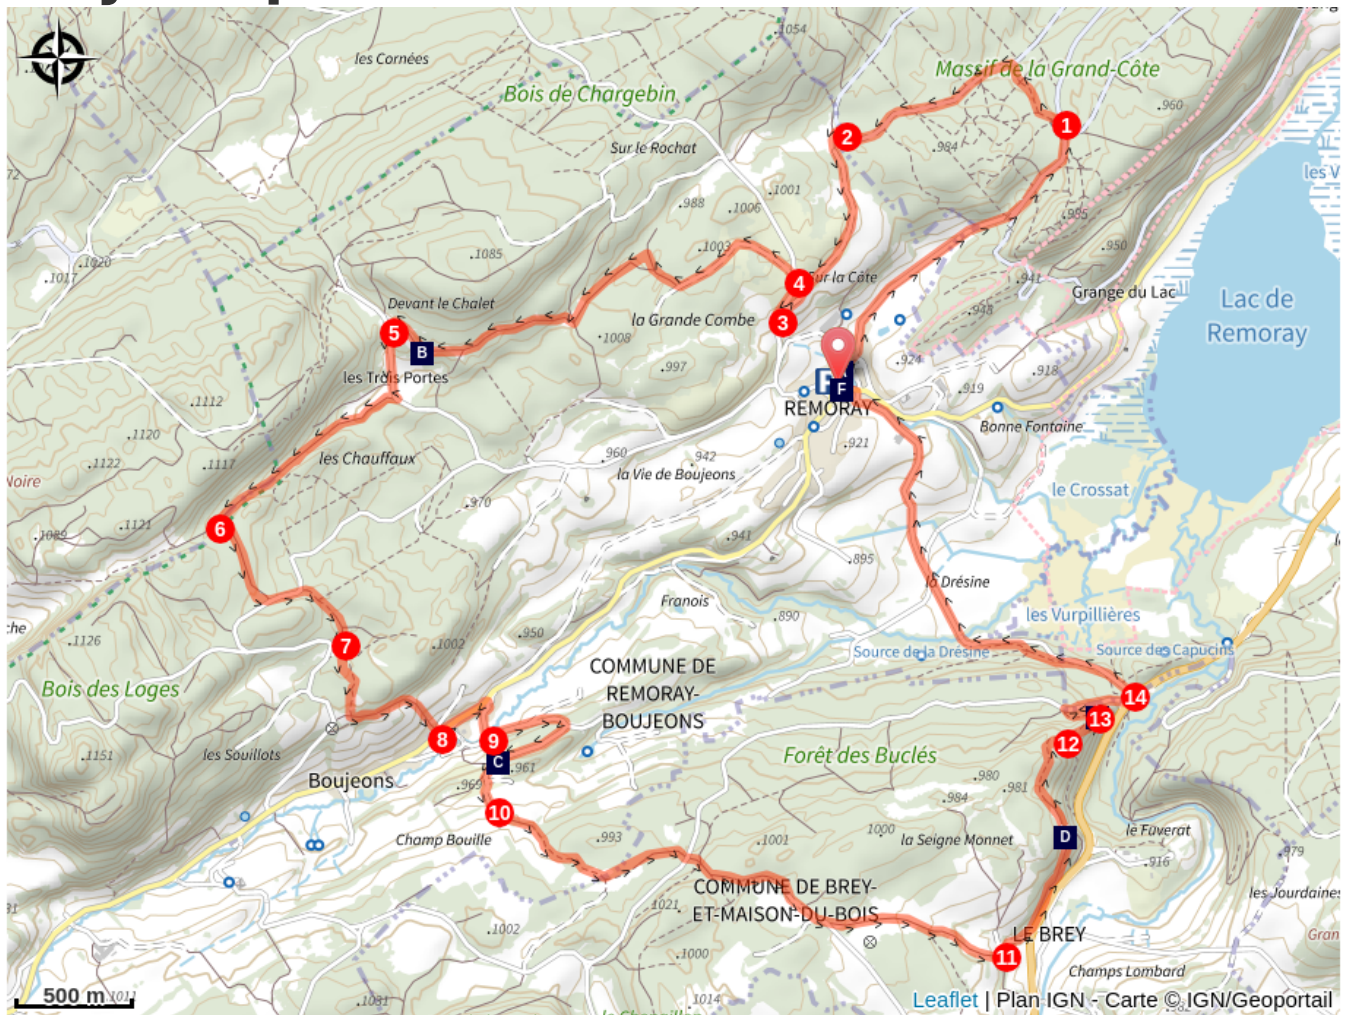 .1054
les Cornées
Massif de la Grand-Côte
Bois de Chargebin
.960
1
2
Sur le Rochat
.984
les V
.1001
.988
.1006
.995
.1003
.950
.1085
.1020
.1017
4
Sur la Côte
.941
Grange du Lac
Lac de
Remoray
Devant le Chalet
la Grande Combe
3
.948
5
B
.1008
.924
les Trois Portes
.997
.918
F
.919
.1112
REMORAY
Bonne Fontaine
.1120
.921
les Chauffaux
.960
.942
.1122
.1117
la Vie de Boujeons
Noire
le Crossat
.970
6
.1121
.1089
.941
.895
la Drésine
Franois
.890
les Vurpillières
che
.1126
.950
7
.1002
Source de la Drésine
Source des Capucins
COMMUNE DE
REMORAY-
BOUJEONS
Bois des Loges
14
13
8
9
12
les Souillots
.1151
Forêt des Buclés
C
.961
Boujeons
.969
.980
.981
.984
10
Champ Bouille
.993
.1001
1000
la Seigne Monnet
D
le Fuverat
.979
.916
COMMUNE DE BREY-
ET-MAISON-DU-BOIS
les Jourdaines
.1021
.1002
LE BREY
Gran
.1000
11
Champs Lombard
500 m
.1011
.1031
.1014
Leaflet | Plan IGN - Carte © IGN/Geoportail